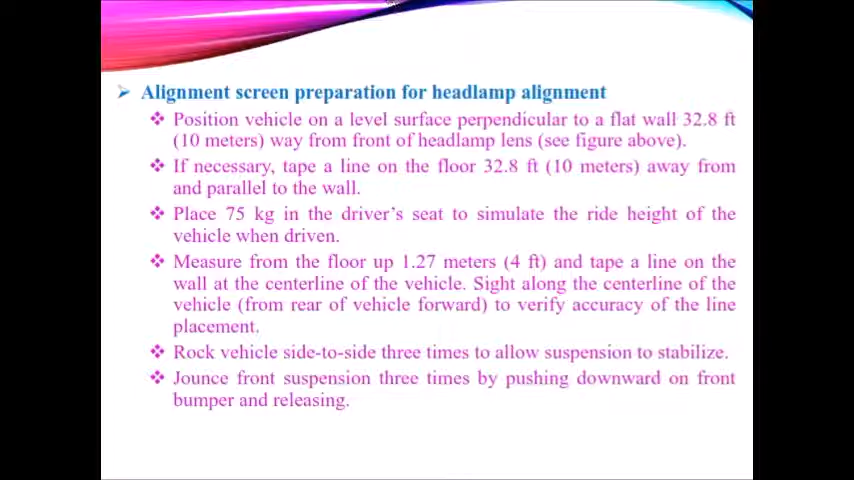 Alignment screen preparation for headlamp alignment
Position vehicle on a level surface perpendicular to a flat wall 32.8 ft
(10 meters) way from front of headlamp lens (see figure above).
If necessary, tape a line on the floor 32.8 ft (10 meters) away from
and parallel to the wall.
Place 75 kg in the driver's seat to simulate the ride height of the
vehicle when driven.
Measure from the floor up 1.27 meters (4 ft) and tape a line on the
wall at the centerline of the vehicle. Sight along the centerline of the
vehicle (from rear of vehicle forward) to verify accuracy of the line
placement.
Rock vehicle side-to-side three times to allow suspension to stabilize.
Jounce front suspension three times by pushing downward on front
bumper and releasing.